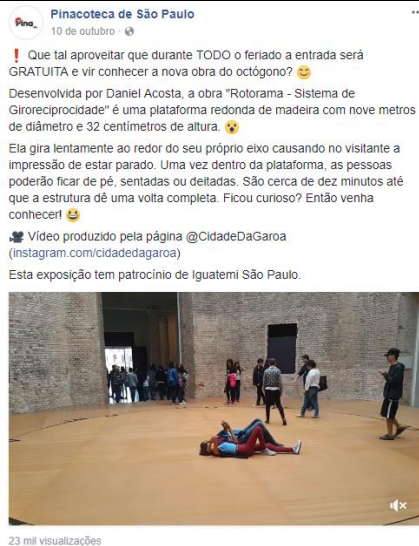 Pina_
Pinacoteca de São Paulo
10 de outubro ·
❗ Que tal aproveitar que durante TODO o feriado a entrada será
GRATUITA e vir conhecer a nova obra do octógono? 😊
Desenvolvida por Daniel Acosta, a obra "Rotorama - Sistema de
Giroreciprocidade" é uma plataforma redonda de madeira com nove metros
de diâmetro e 32 centímetros de altura. 😮
Ela gira lentamente ao redor do seu próprio eixo causando no visitante a
impressão de estar parado. Uma vez dentro da plataforma, as pessoas
poderão ficar de pé, sentadas ou deitadas. São cerca de dez minutos até
que a estrutura dê uma volta completa. Ficou curioso? Então venha
conhecer! 😂
🎥 Vídeo produzido pela página @CidadeDaGaroa
(instagram.com/cidadedagaroa)
Esta exposição tem patrocínio de Iguatemi São Paulo.
23 mil visualizações